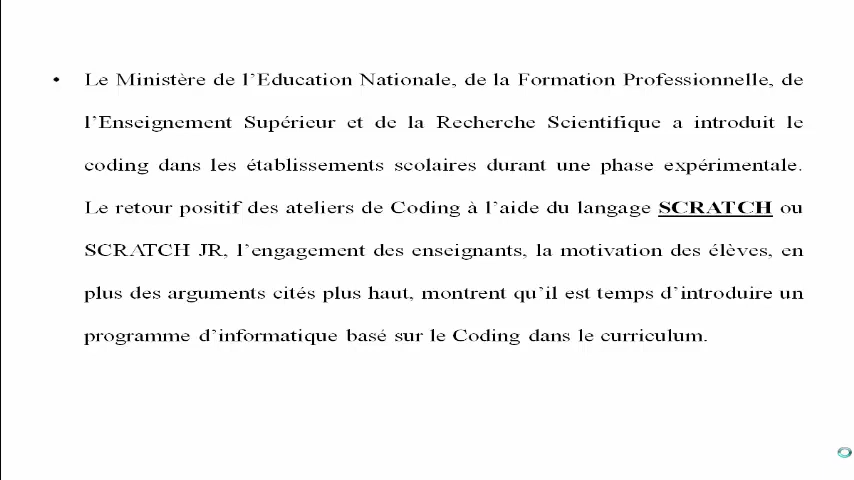 • Le Ministère de l’Education Nationale, de la Formation Professionnelle, de
l’Enseignement Supérieur et de la Recherche Scientifique a introduit le
coding dans les établissements scolaires durant une phase expérimentale.
Le retour positif des ateliers de Coding à l’aide du langage SCRATCH ou
SCRATCH JR, l’engagement des enseignants, la motivation des élèves, en
plus des arguments cités plus haut, montrent qu’il est temps d’introduire un
programme d’informatique basé sur le Coding dans le curriculum.